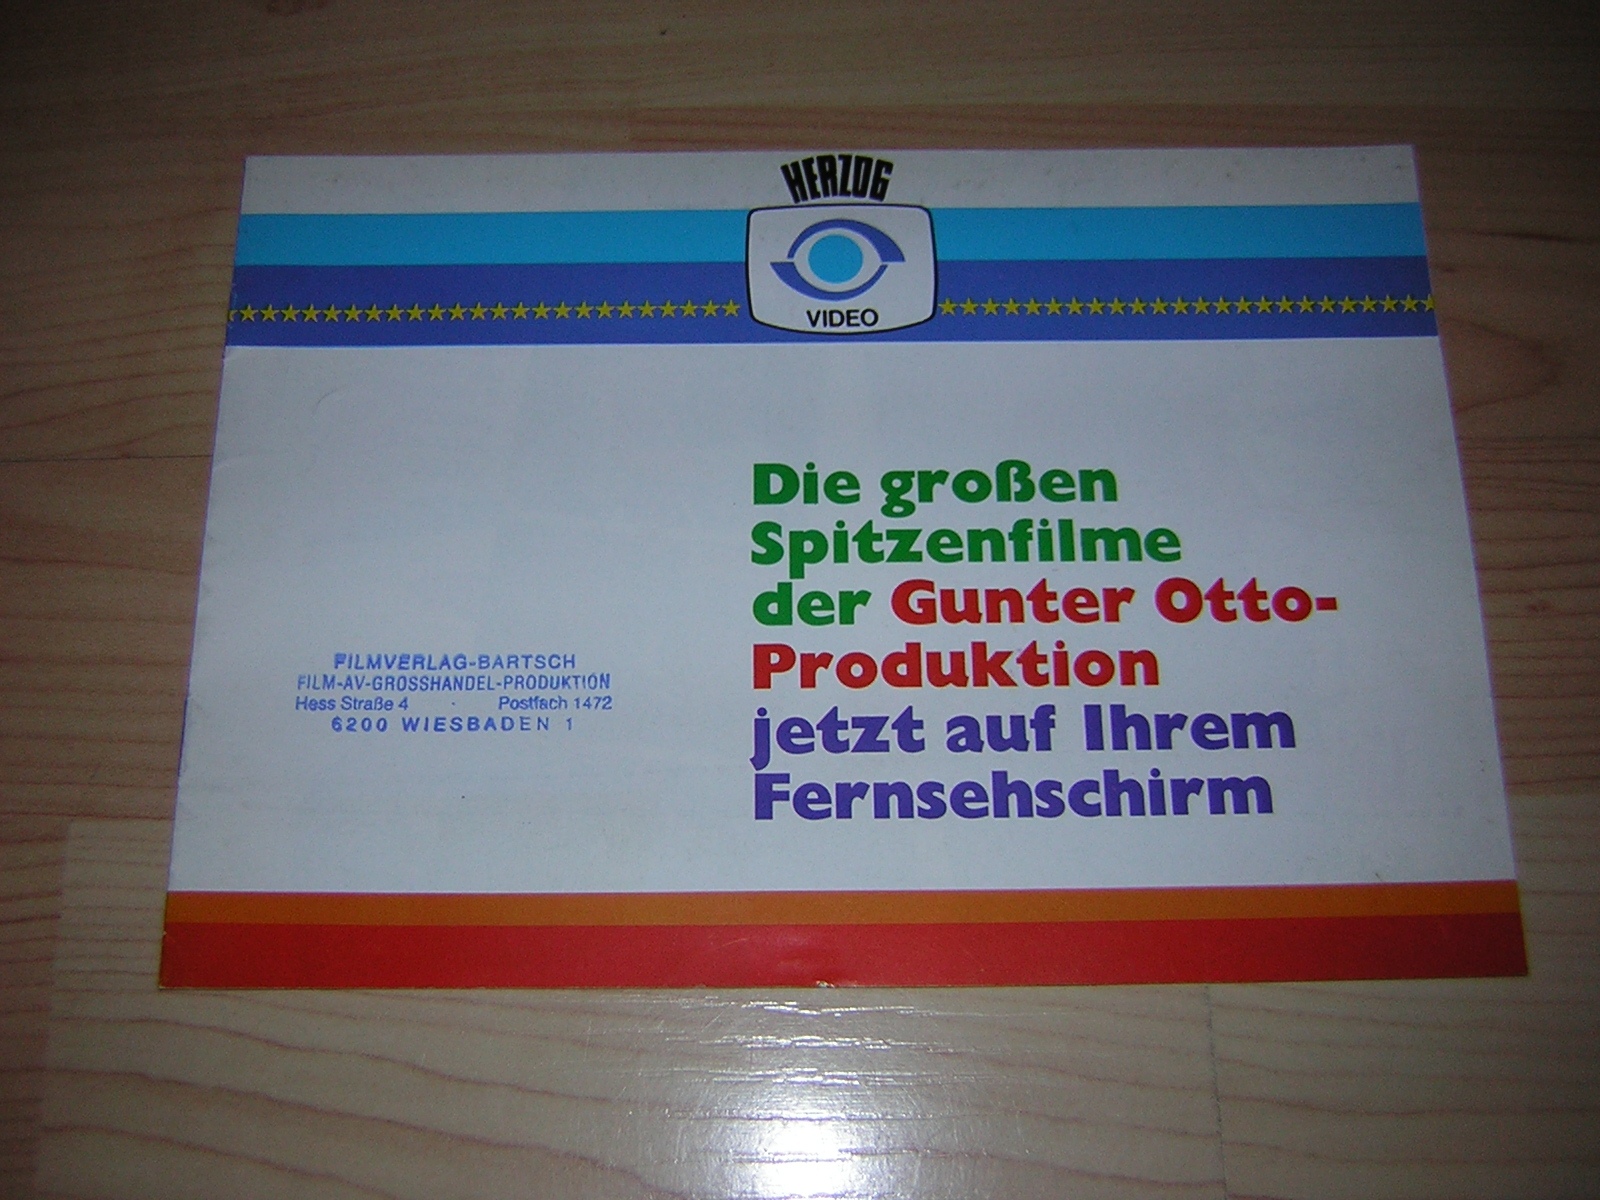 HERZOG
VIDEO
Die großen
Spitzenfilme
der Gunter Otto-
Produktion
jetzt auf Ihrem
Fernsehschirm
FILMVERLAG-BARTSCH
FILM-AV-GROSSHANDEL-PRODUKTION
Hess Straße 4 · Postfach 1472
6200 WIESBADEN 1